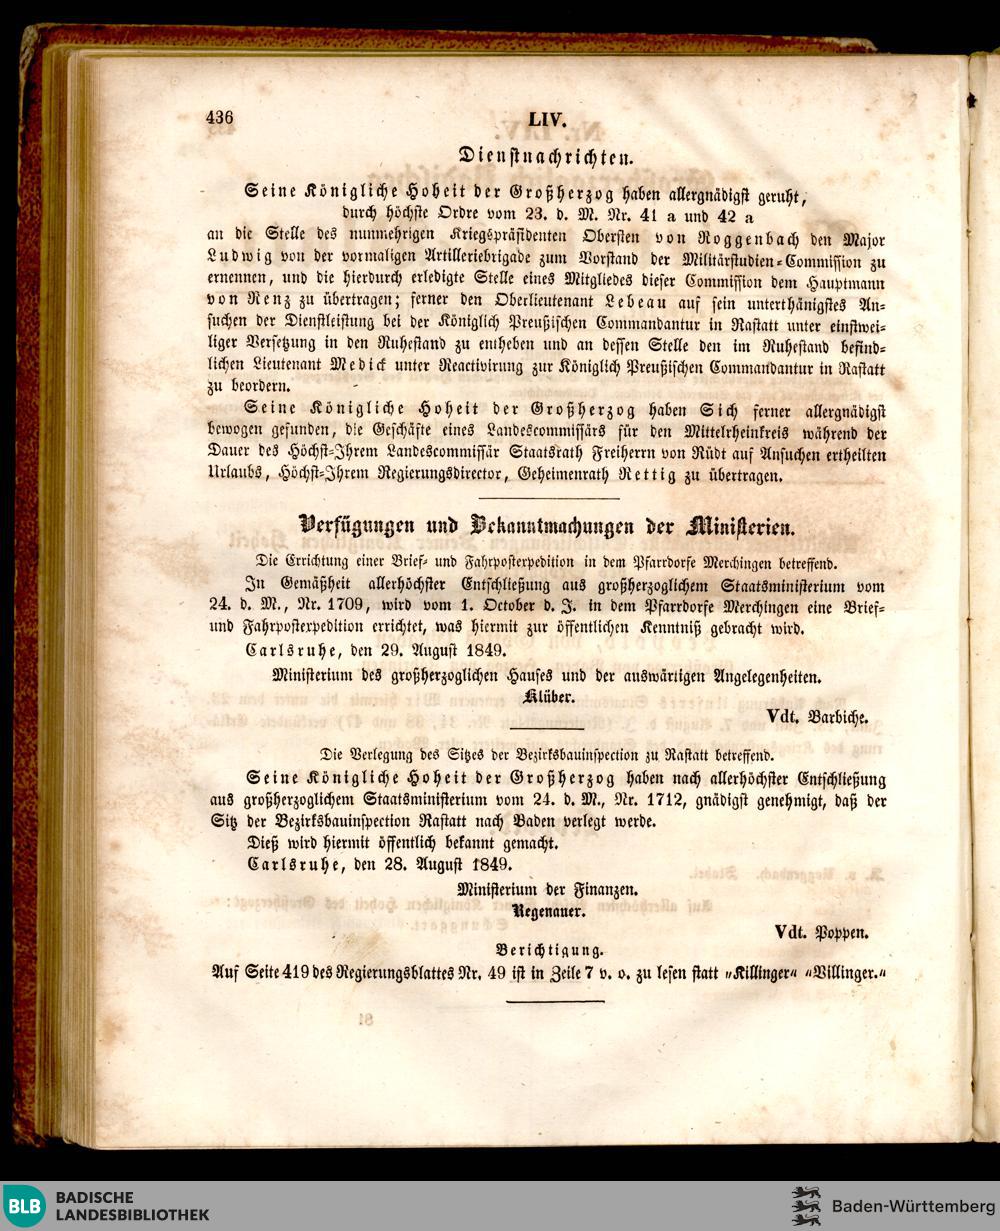 436
LIV.
Dienstnachrichten.
Seine Königliche Hoheit der Großherzog haben allergnädigst geruht,
durch höchste Ordre vom 23. d. M. Nr. 41 a und 42 a
an die Stelle des nunmehrigen Kriegspräsidenten Obersten von Roggenbach den Major
Ludwig von der vormaligen Artilleriebrigade zum Vorstand der Militärstudien-Commission zu
ernennen, und die hierdurch erledigte Stelle eines Mitgliedes dieser Commission dem Hauptmann
von Renz zu übertragen; ferner den Oberlieutenant Lebeau auf sein unterthänigstes An-
suchen der Dienstleistung bei der Königlich Preußischen Commandantur in Rastatt unter einstwei-
liger Versetzung in den Ruhestand zu entheben und an dessen Stelle den im Ruhestand befind-
lichen Lieutenant Medick unter Reactivirung zur Königlich Preußischen Commandantur in Rastatt
zu beordern.
Seine Königliche Hoheit der Großherzog haben Sich ferner allergnädigst
bewogen gefunden, die Geschäfte eines Landescommissärs für den Mittelrheinkreis während der
Dauer des Höchst-Ihrem Landescommissär Staatsrath Freiherrn von Rüdt auf Ansuchen ertheilten
Urlaubs, Höchst-Ihrem Regierungsdirector, Geheimenrath Rettig zu übertragen.
Verfügungen und Bekanntmachungen der Ministerien.
Die Errichtung einer Brief- und Fahrpostexpedition in dem Pfarrdorfe Merchingen betreffend.
In Gemäßheit allerhöchster Entschließung aus großherzoglichem Staatsministerium vom
24. d. M., Nr. 1709, wird vom 1. October d. J. in dem Pfarrdorfe Merchingen eine Brief-
und Fahrpostexpedition errichtet, was hiermit zur öffentlichen Kenntniß gebracht wird.
Carlsruhe, den 29. August 1849.
Ministerium des großherzoglichen Hauses und der auswärtigen Angelegenheiten.
Klüber.
Vdt. Barbiche.
Die Verlegung des Sitzes der Bezirksbauinspection zu Rastatt betreffend.
Seine Königliche Hoheit der Großherzog haben nach allerhöchster Entschließung
aus großherzoglichem Staatsministerium vom 24. d. M., Nr. 1712, gnädigst genehmigt, daß der
Sitz der Bezirksbauinspection Rastatt nach Baden verlegt werde.
Dieß wird hiermit öffentlich bekannt gemacht.
Carlsruhe, den 28. August 1849.
Ministerium der Finanzen.
Regenauer.
Vdt. Poppen.
Berichtigung.
Auf Seite 419 des Regierungsblattes Nr. 49 ist in Zeile 7 v. o. zu lesen statt „Killinger“ „Villinger.“
BLB BADISCHE
LANDESBIBLIOTHEK
Baden-Württemberg